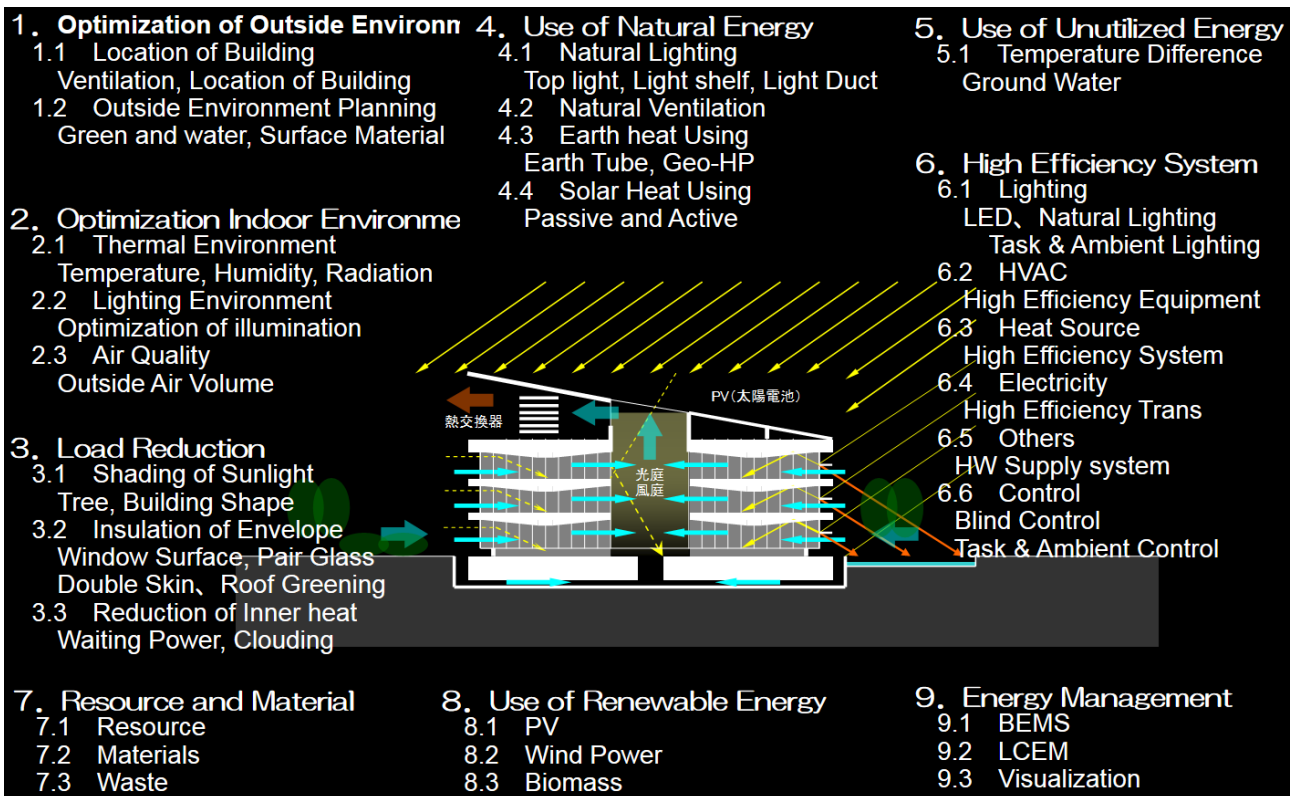 1. Optimization of Outside Environm
1.1 Location of Building
Ventilation, Location of Building
1.2 Outside Environment Planning
Green and water, Surface Material
2. Optimization Indoor Environme
2.1 Thermal Environment
Temperature, Humidity, Radiation
2.2 Lighting Environment
Optimization of illumination
2.3 Air Quality
Outside Air Volume
3. Load Reduction
3.1 Shading of Sunlight
Tree, Building Shape
3.2 Insulation of Envelope
Window Surface, Pair Glass
Double Skin、Roof Greening
3.3 Reduction of Inner heat
Waiting Power, Clouding
4. Use of Natural Energy
4.1 Natural Lighting
Top light, Light shelf, Light Duct
4.2 Natural Ventilation
4.3 Earth heat Using
Earth Tube, Geo-HP
4.4 Solar Heat Using
Passive and Active
5. Use of Unutilized Energy
5.1 Temperature Difference
Ground Water
6. High Efficiency System
6.1 Lighting
LED、Natural Lighting
Task & Ambient Lighting
6.2 HVAC
High Efficiency Equipment
6.3 Heat Source
High Efficiency System
6.4 Electricity
High Efficiency Trans
6.5 Others
HW Supply system
6.6 Control
Blind Control
Task & Ambient Control
PV(太陽電池)
熱交換器
光庭
風庭
7. Resource and Material
7.1 Resource
7.2 Materials
7.3 Waste
8. Use of Renewable Energy
8.1 PV
8.2 Wind Power
8.3 Biomass
9. Energy Management
9.1 BEMS
9.2 LCEM
9.3 Visualization